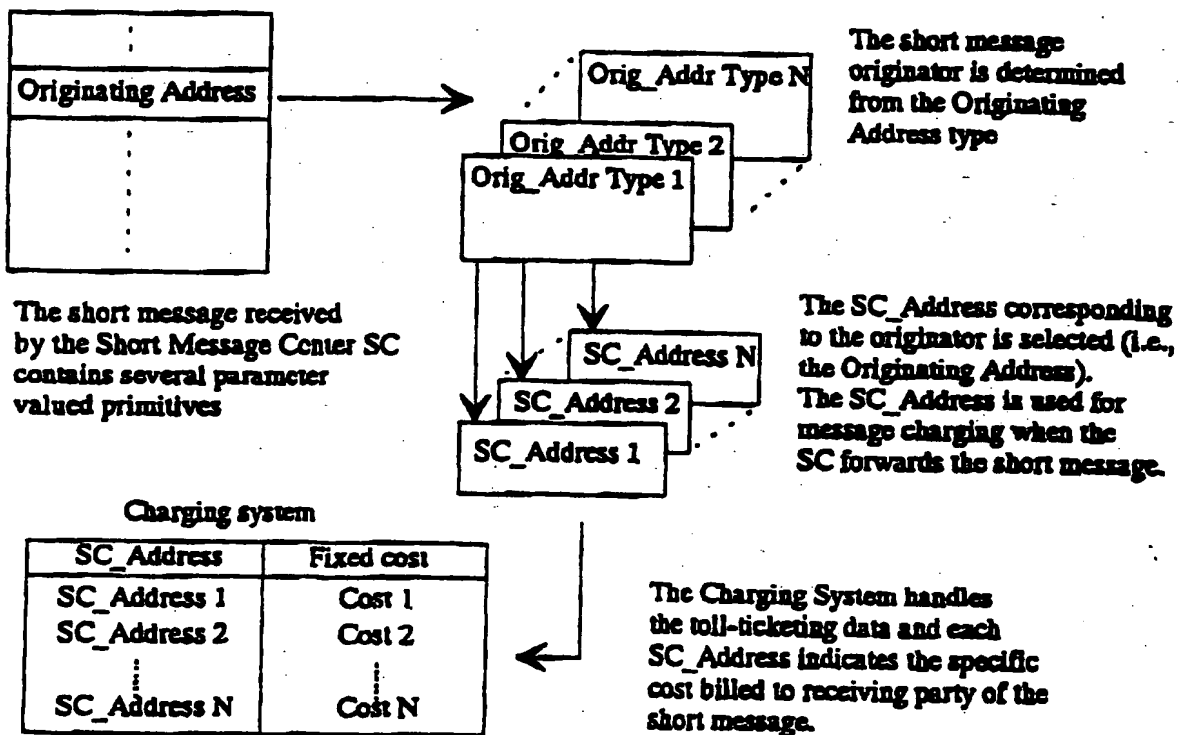 Originating Address
Orig_Addr Type N
Orig_Addr Type 2
Orig_Addr Type 1
The short message
originator is determined
from the Originating
Address type
The short message received
by the Short Message Center SC
contains several parameter
valued primitives
SC_Address N
SC_Address 2
SC_Address 1
The SC_Address corresponding
to the originator is selected (i.e.,
the Originating Address).
The SC_Address is used for
message charging when the
SC forwards the short message.
Charging system
SC_Address Fixed cost
SC_Address 1 Cost 1
SC_Address 2 Cost 2
SC_Address N Cost N
The Charging System handles
the toll-ticketing data and each
SC_Address indicates the specific
cost billed to receiving party of the
short message.